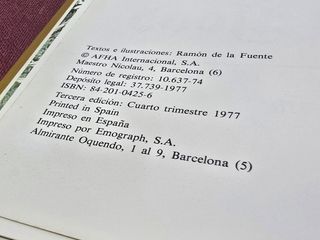 Textos e ilustraciones: Ramón de la Fuente
© AFHA Internacional, S.A.
Maestro Nicolau, 4, Barcelona (6)
Número de registro: 10.637-74
Depósito legal: 37.739-1977
ISBN: 84-201-0425-6
Tercera edición: Cuarto trimestre 1977
Printed in Spain
Impreso en España
Impreso por Emograph, S.A.
Almirante Oquendo, 1 al 9, Barcelona (5)